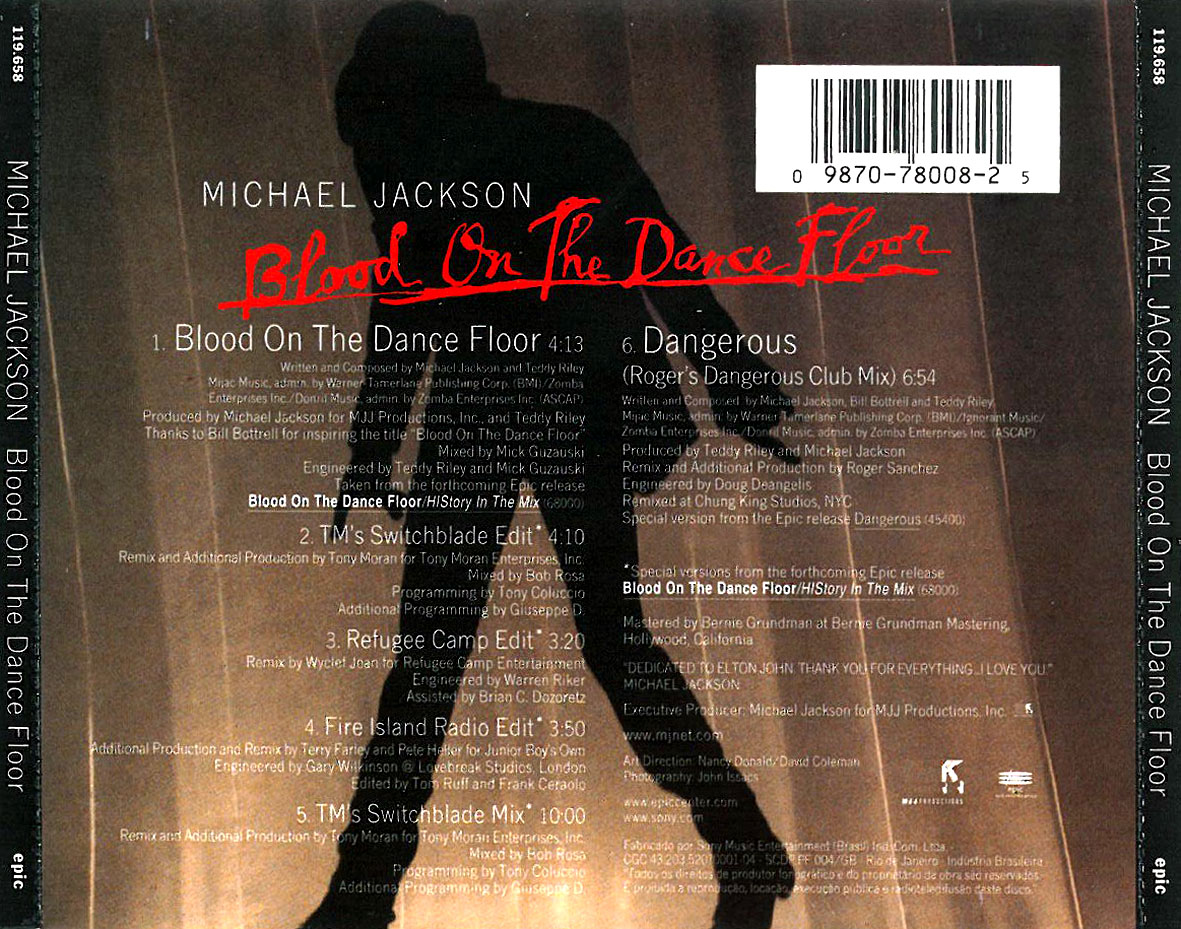 119.658
MICHAEL JACKSON Blood On The Dance Floor
epic
0 9870-78008-2 5
MICHAEL JACKSON
Blood On The Dance Floor
1. Blood On The Dance Floor 4:13
Written and Composed by Michael Jackson and Teddy Riley
Mijac Music, admin. by Warner-Tamerlane Publishing Corp. (BMI)/Zomba
Enterprises Inc./Donril Music, admin. by Zomba Enterprises Inc. (ASCAP)
Produced by Michael Jackson for MJJ Productions, Inc., and Teddy Riley
Thanks to Bill Bottrell for inspiring the title "Blood On The Dance Floor"
Mixed by Mick Guzauski
Engineered by Teddy Riley and Mick Guzauski
Taken from the forthcoming Epic release
Blood On The Dance Floor/HIStory In The Mix (68000)
2. TM's Switchblade Edit* 4:10
Remix and Additional Production by Tony Moran for Tony Moran Enterprises, Inc.
Mixed by Bob Rosa
Programming by Tony Coluccio
Additional Programming by Giuseppe D.
3. Refugee Camp Edit* 3:20
Remix by Wyclef Jean for Refugee Camp Entertainment
Engineered by Warren Riker
Assisted by Brian C. Dozoretz
4. Fire Island Radio Edit* 3:50
Additional Production and Remix by Terry Farley and Pete Heller for Junior Boy's Own
Engineered by Gary Wilkinson @ Lovebreak Studios, London
Edited by Tom Ruff and Frank Ceraolo
5. TM's Switchblade Mix* 10:00
Remix and Additional Production by Tony Moran for Tony Moran Enterprises, Inc.
Mixed by Bob Rosa
Programming by Tony Coluccio
Additional Programming by Giuseppe D.
6. Dangerous
(Roger's Dangerous Club Mix) 6:54
Written and Composed by Michael Jackson, Bill Bottrell and Teddy Riley
Mijac Music, admin. by Warner-Tamerlane Publishing Corp. (BMI)/Ignorant Music/
Zomba Enterprises Inc./Donril Music, admin. by Zomba Enterprises Inc. (ASCAP)
Produced by Teddy Riley and Michael Jackson
Remix and Additional Production by Roger Sanchez
Engineered by Doug Deangelis
Remixed at Chung King Studios, NYC
Special version from the Epic release Dangerous (45400)
*Special versions from the forthcoming Epic release
Blood On The Dance Floor/HIStory In The Mix (68000)
Mastered by Bernie Grundman at Bernie Grundman Mastering,
Hollywood, California
"DEDICATED TO ELTON JOHN. THANK YOU FOR EVERYTHING...I LOVE YOU."
MICHAEL JACKSON
Executive Producer: Michael Jackson for MJJ Productions, Inc.
www.mjnet.com
Art Direction: Nancy Donald/David Coleman
Photography: John Isaacs
MJJ PRODUCTIONS
epic
www.epiccenter.com
www.sony.com
Fabricado por Sony Music Entertainment (Brasil) Ind. Com. Ltda. -
CGC 43.203.520/0001-04 - SCDP PF 004/GB - Rio de Janeiro - Indústria Brasileira
"Todos os direitos de produtor fonográfico e do proprietário de obra são reservados.
É proibida a reprodução, locação, execução pública e radioteledifusão deste disco."
119.658
MICHAEL JACKSON Blood On The Dance Floor
epic